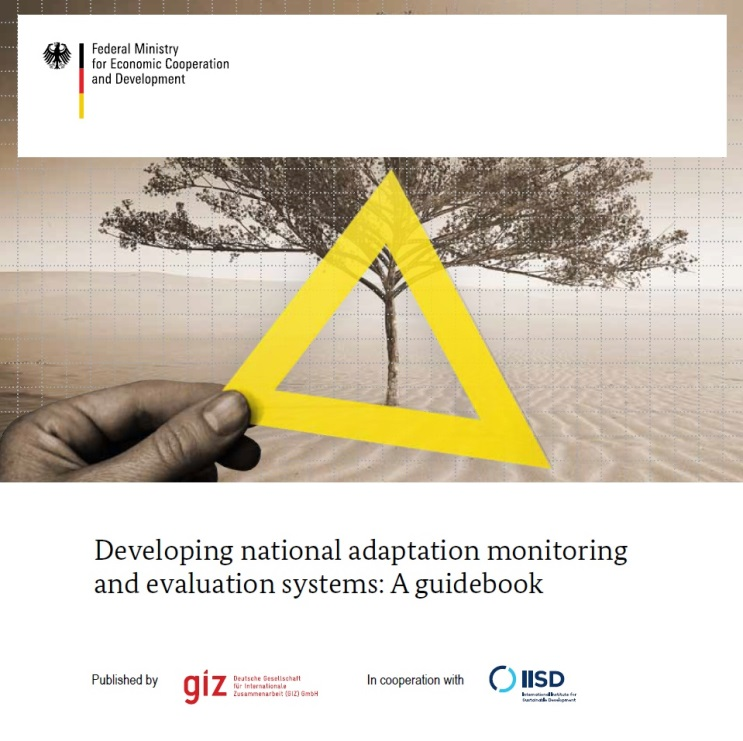 Federal Ministry
for Economic Cooperation
and Development
Developing national adaptation monitoring
and evaluation systems: A guidebook
Published by
giz
Deutsche Gesellschaft
für Internationale
Zusammenarbeit (GIZ) GmbH
In cooperation with
IISD
International Institute for
Sustainable Development